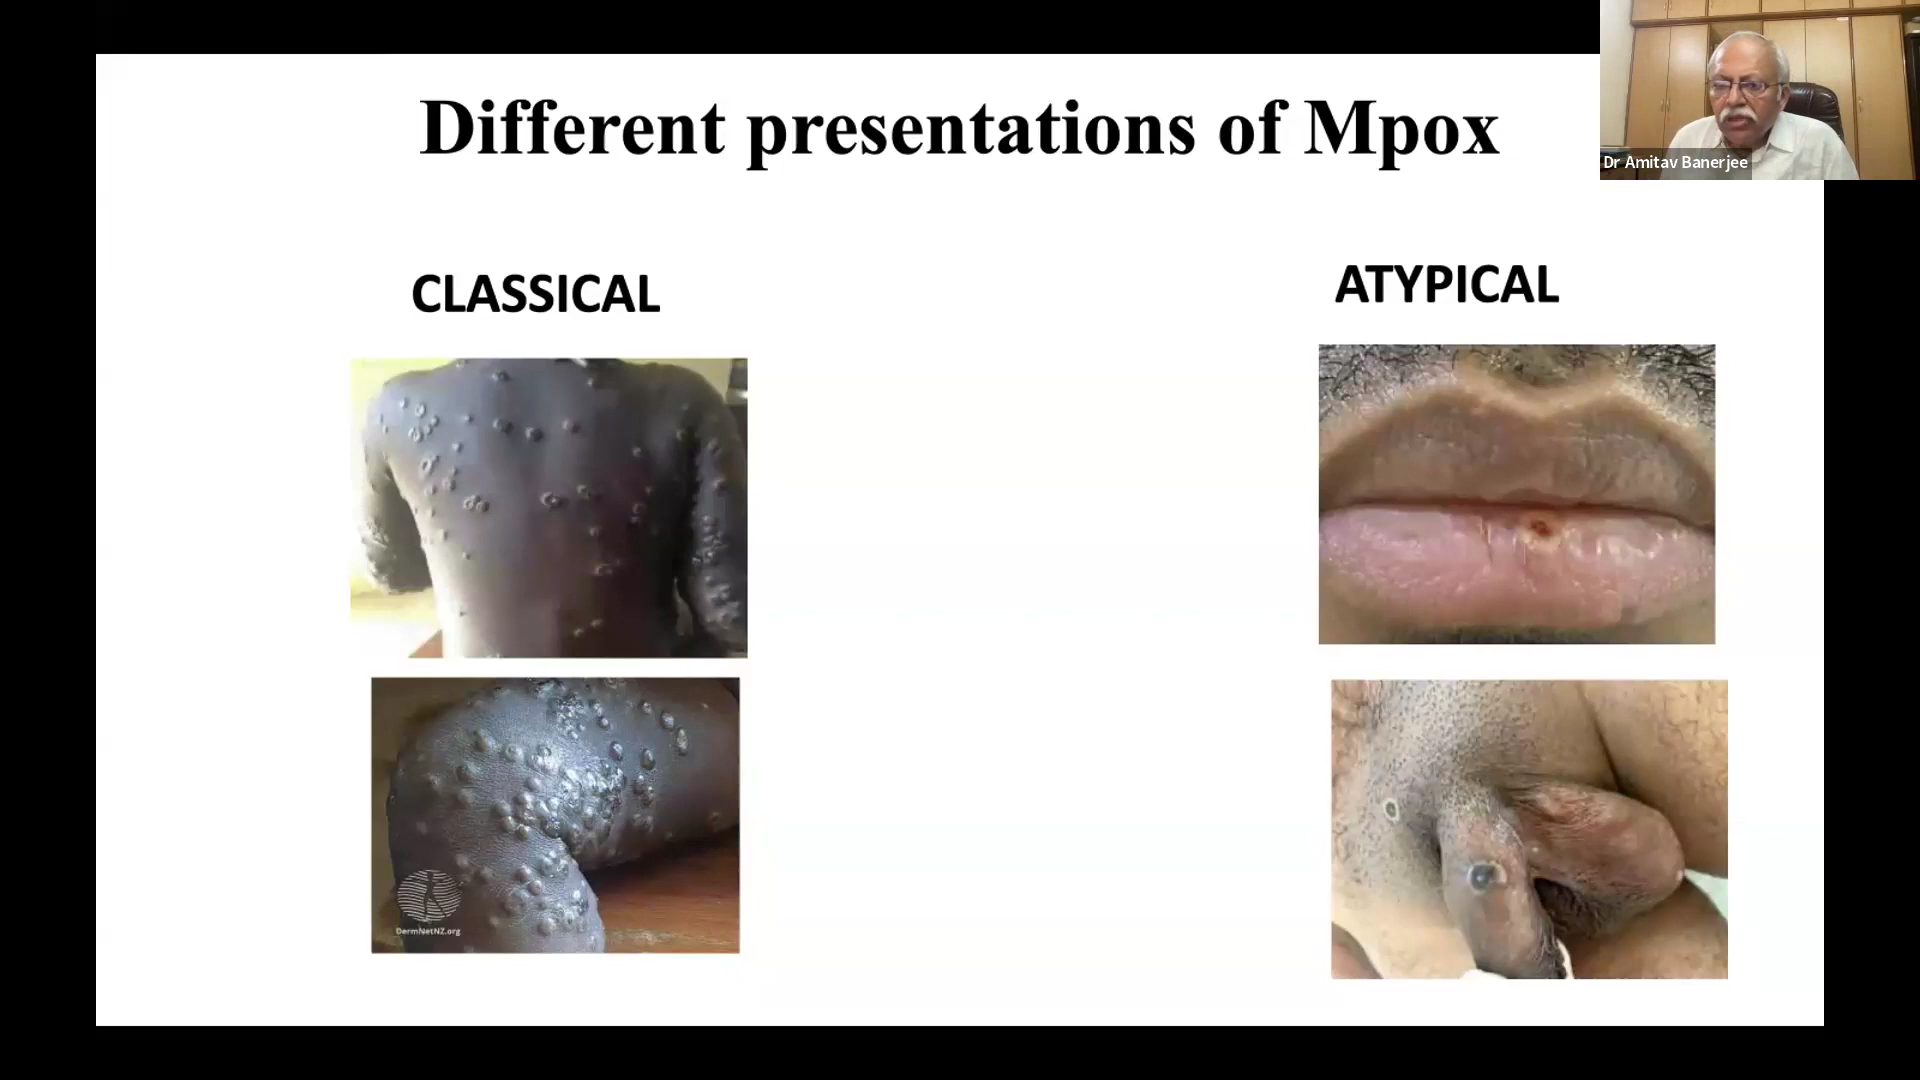 Different presentations of Mpox
Dr Amitav Banerjee
CLASSICAL
ATYPICAL
DermNetNZ.org